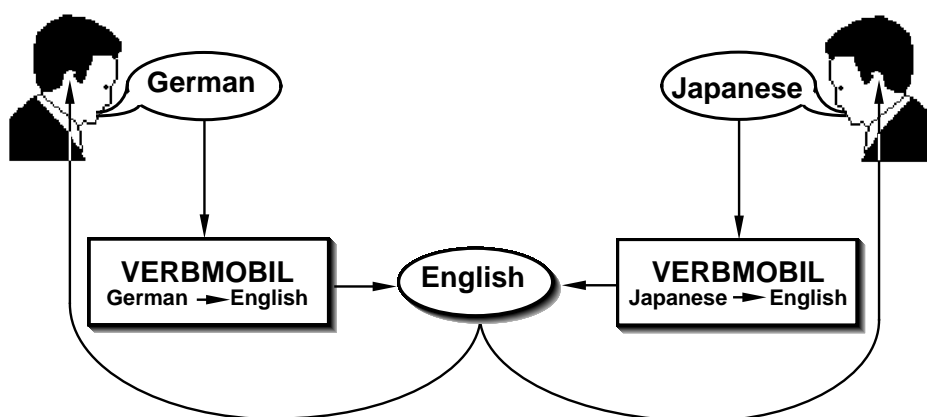 German
Japanese
VERBMOBIL
German English
English
VERBMOBIL
Japanese English